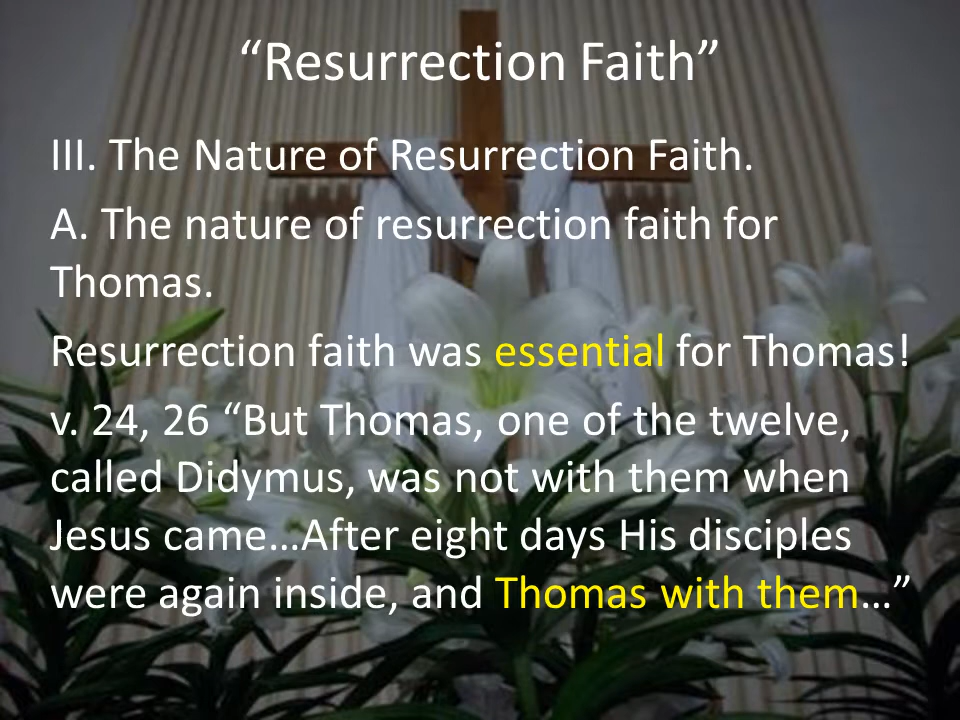 “Resurrection Faith”
III. The Nature of Resurrection Faith.
A. The nature of resurrection faith for
Thomas.
Resurrection faith was essential for Thomas!
v. 24, 26 “But Thomas, one of the twelve,
called Didymus, was not with them when
Jesus came…After eight days His disciples
were again inside, and Thomas with them…”